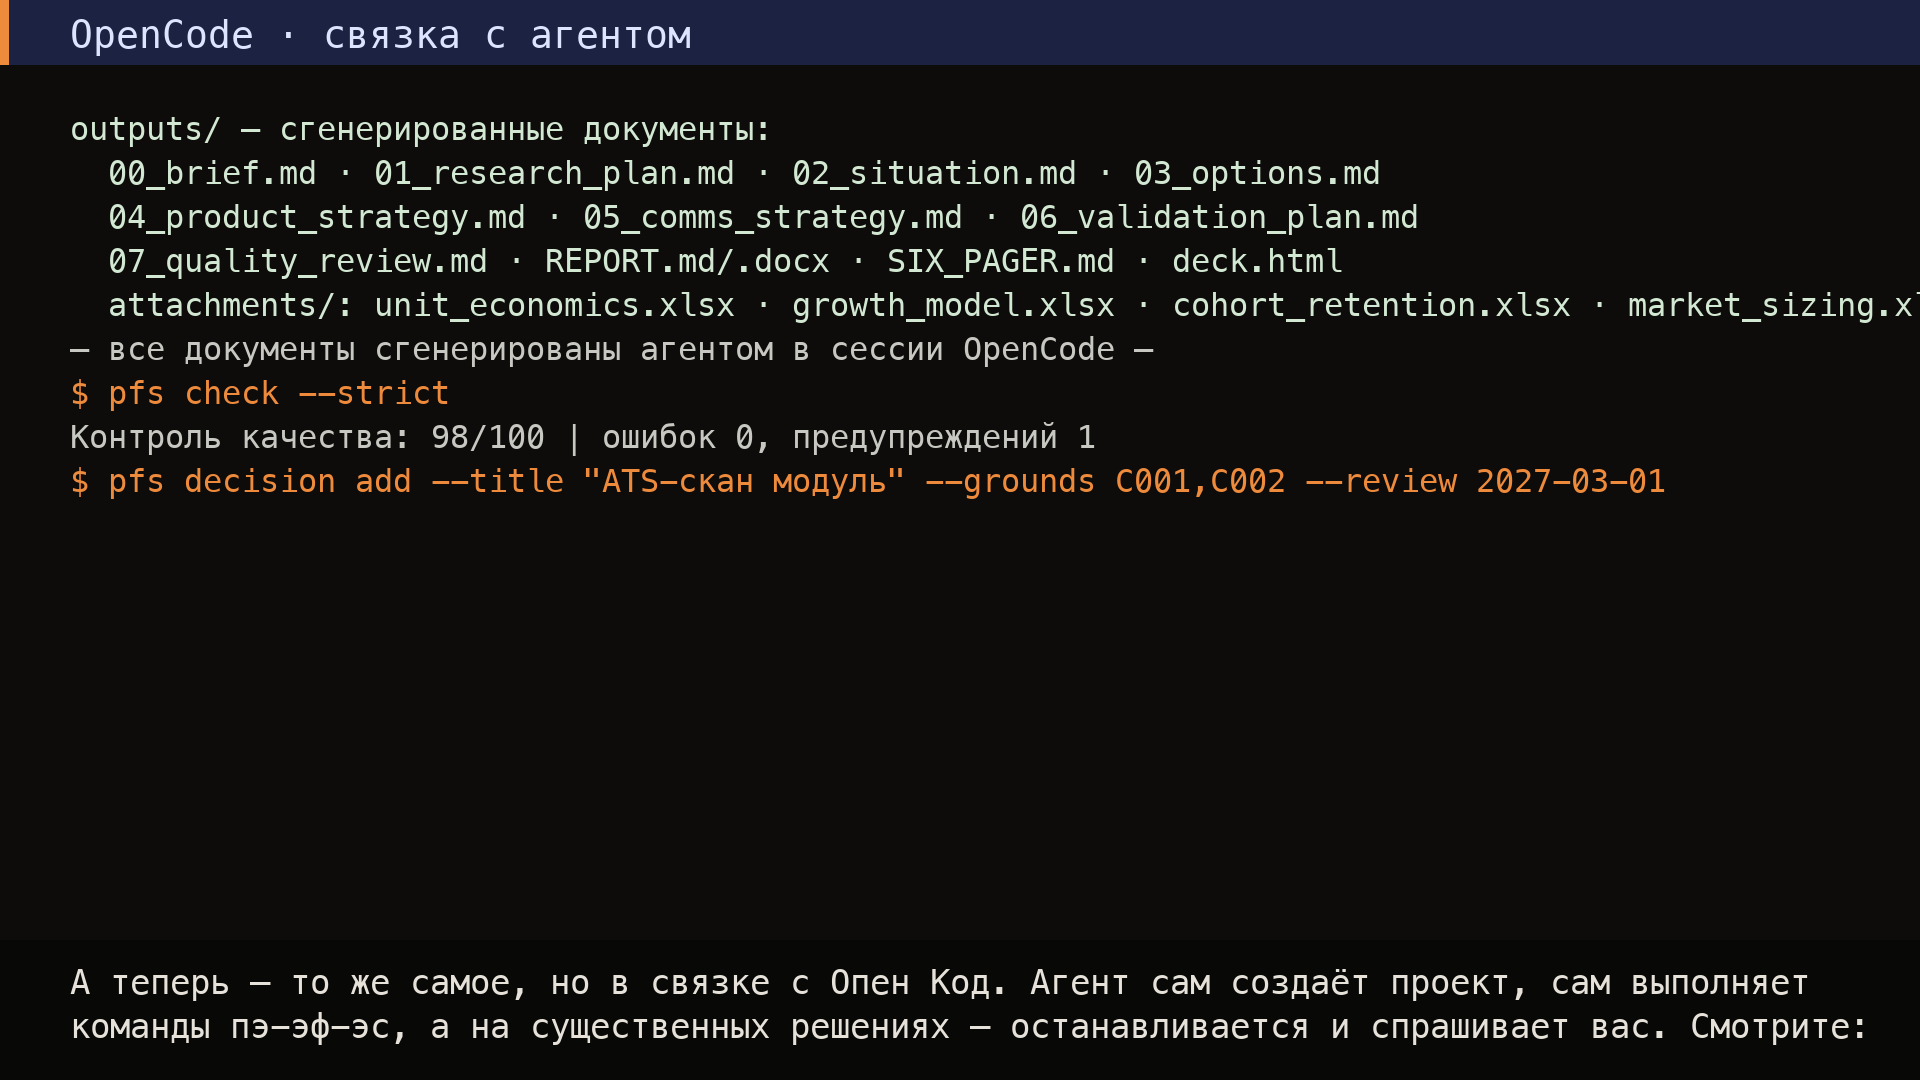 OpenCode · связка с агентом
outputs/ — сгенерированные документы:
00_brief.md · 01_research_plan.md · 02_situation.md · 03_options.md
04_product_strategy.md · 05_comms_strategy.md · 06_validation_plan.md
07_quality_review.md · REPORT.md/.docx · SIX_PAGER.md · deck.html
attachments/: unit_economics.xlsx · growth_model.xlsx · cohort_retention.xlsx · market_sizing.xl
— все документы сгенерированы агентом в сессии OpenCode —
$ pfs check --strict
Контроль качества: 98/100 | ошибок 0, предупреждений 1
$ pfs decision add --title "ATS-скан модуль" --grounds C001,C002 --review 2027-03-01
А теперь — то же самое, но в связке с Опен Код. Агент сам создаёт проект, сам выполняет
команды пэ-эф-эс, а на существенных решениях — останавливается и спрашивает вас. Смотрите: